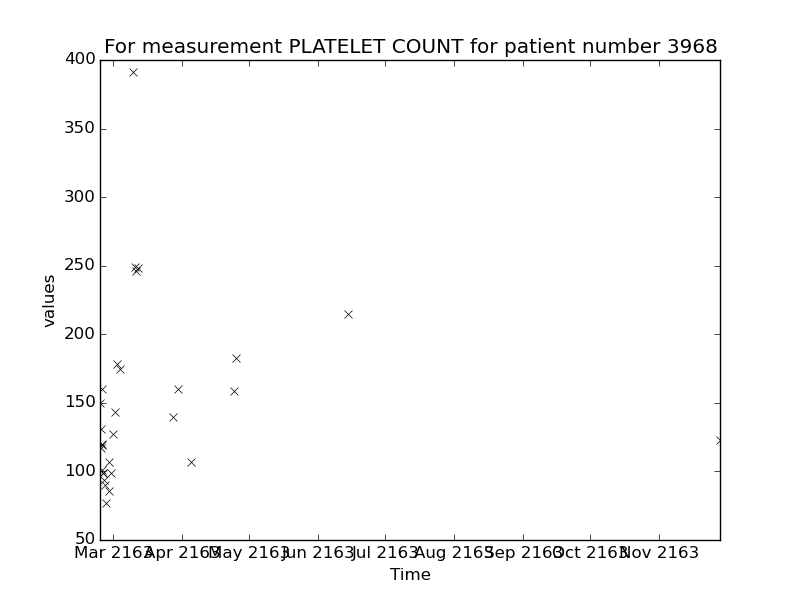 For measurement PLATELET COUNT for patient number 3968
400
350
300
250
200
150
100
50
values
Mar 2163 Apr 2163 May 2163 Jun 2163 Jul 2163 Aug 2163 Sep 2163 Oct 2163 Nov 2163
Time